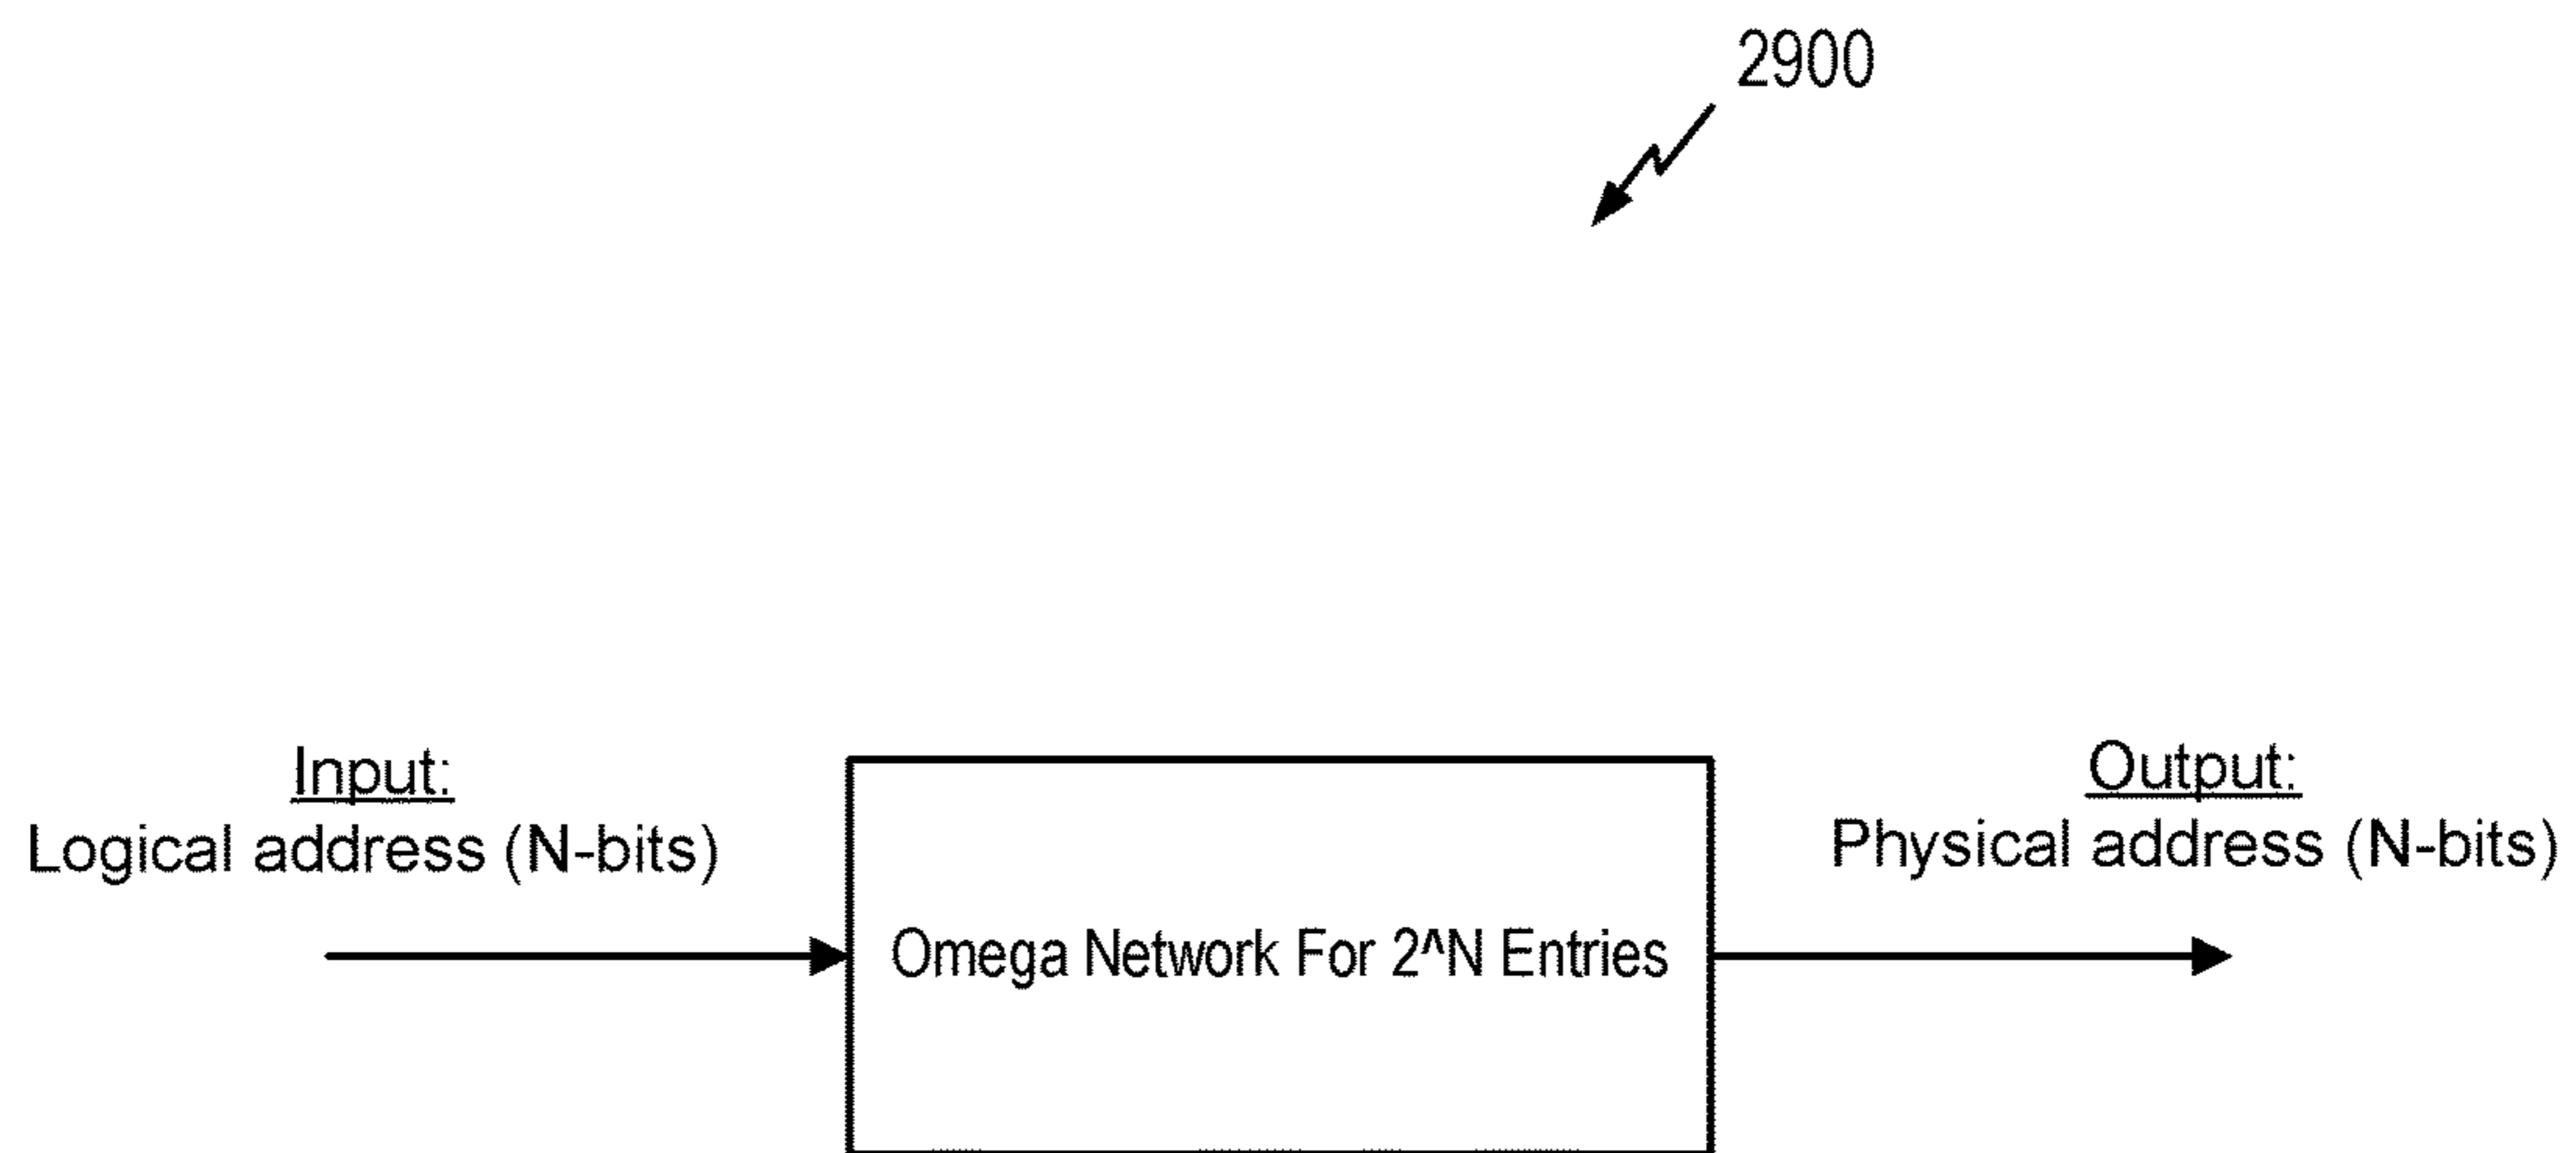 2900
Input:
Logical address (N-bits)
Omega Network For 2^N Entries
Output:
Physical address (N-bits)